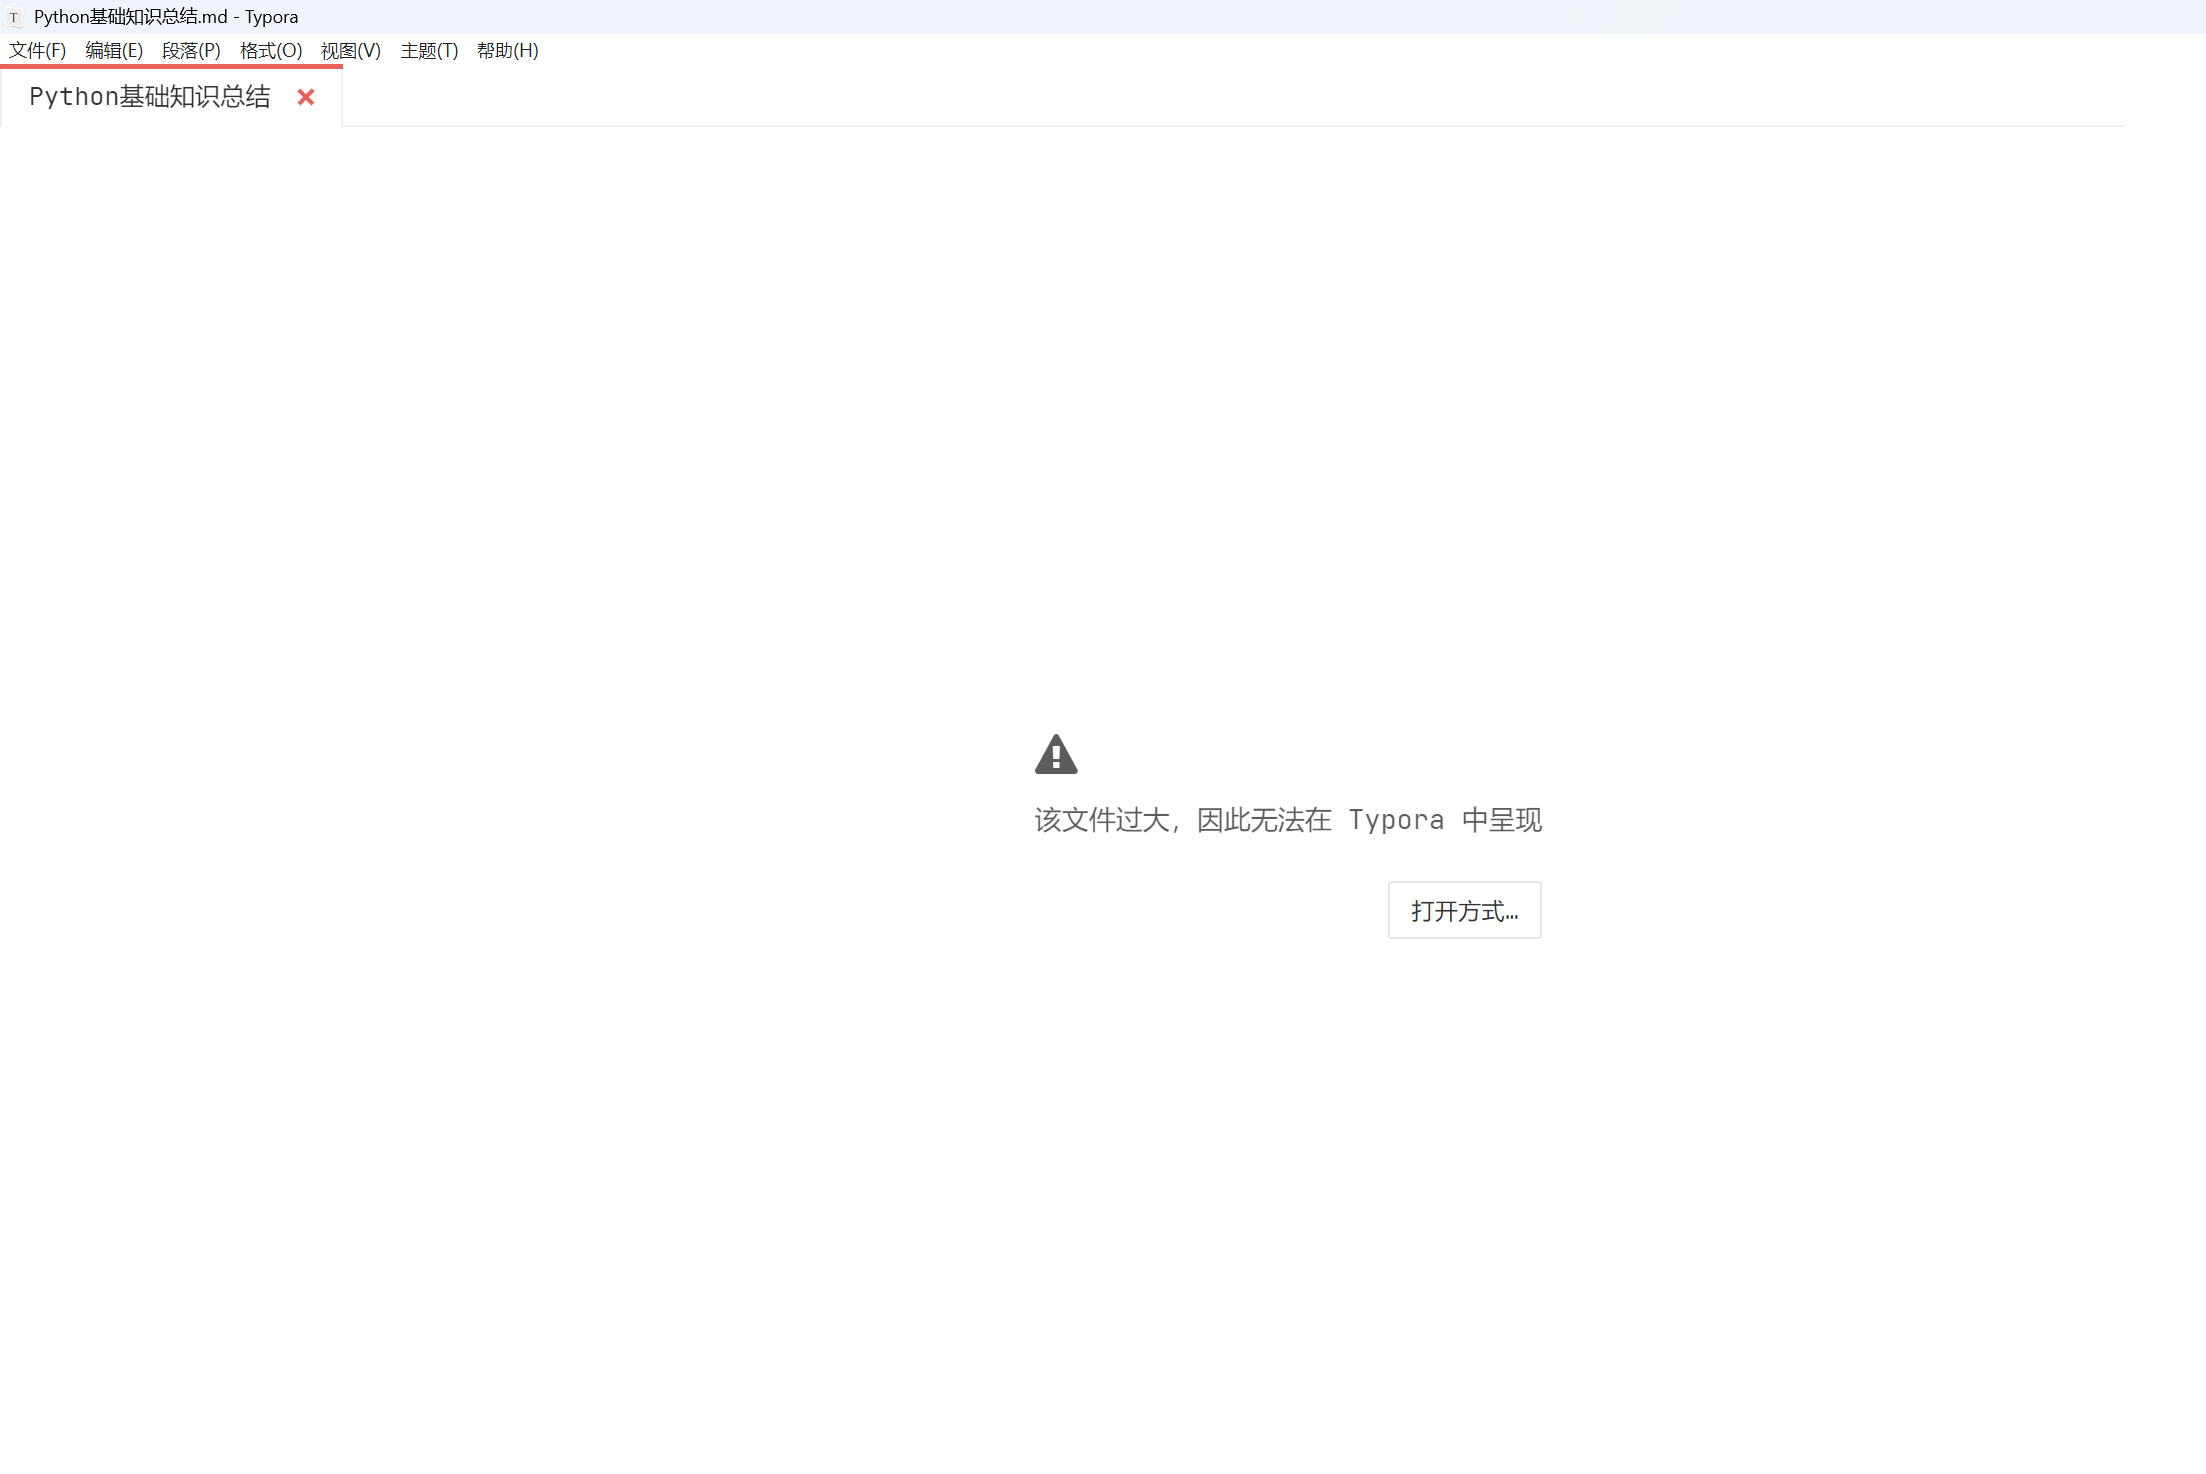 T Python基础知识总结.md - Typora
文件(F) 编辑(E) 段落(P) 格式(O) 视图(V) 主题(T) 帮助(H)
Python基础知识总结
该文件过大，因此无法在 Typora 中呈现
打开方式…